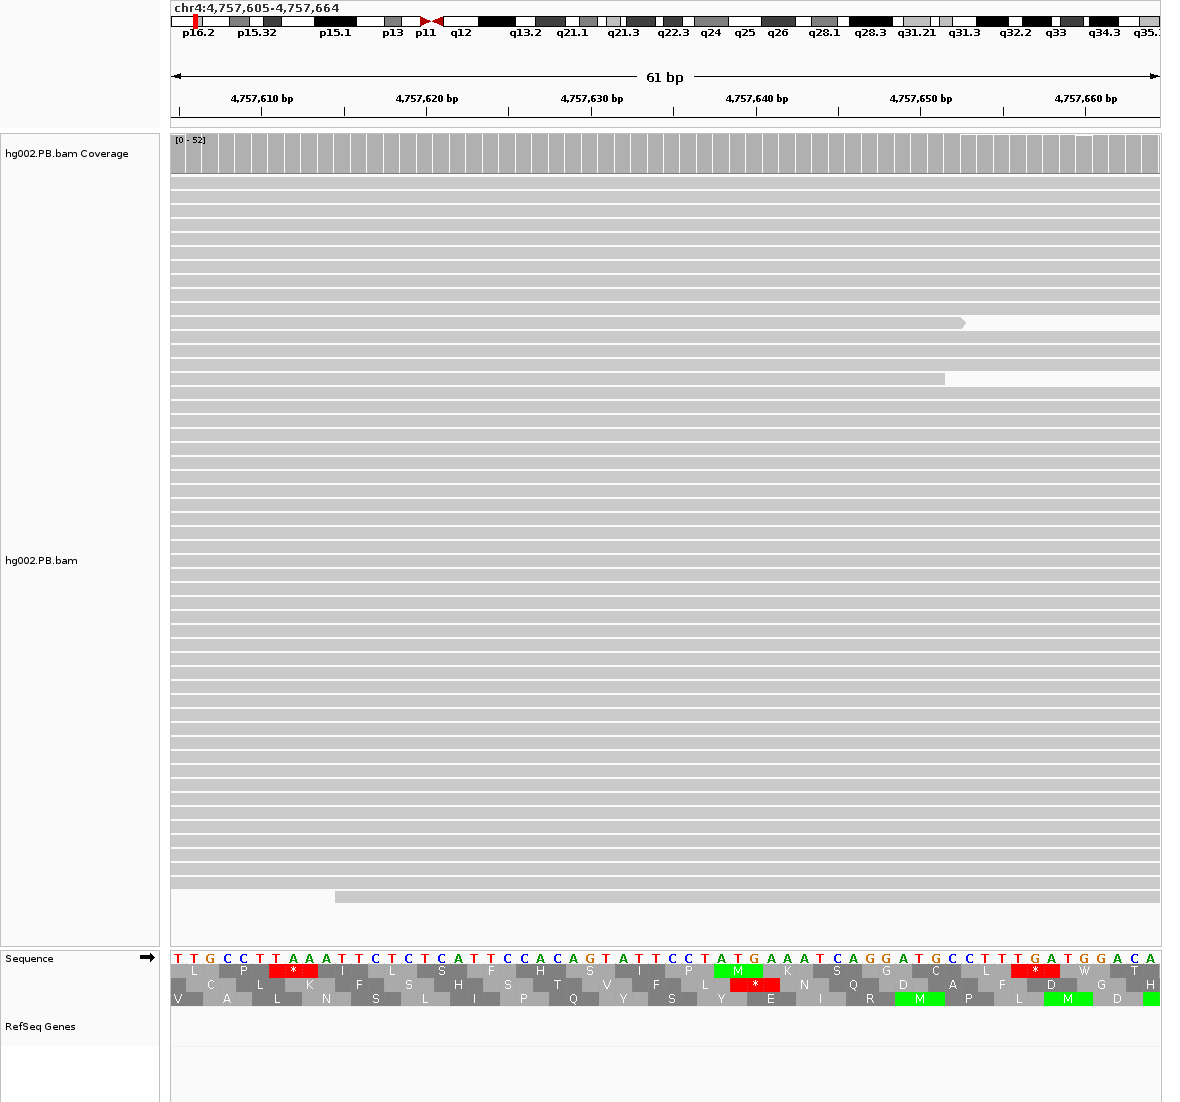 chr4:4,757,605-4,757,664
p16.2 p15.32 p15.1 p13 p11 q12 q13.2 q21.1 q21.3 q22.3 q24 q25 q26 q28.1 q28.3 q31.21 q31.3 q32.2 q33 q34.3 q35.1
61 bp
4,757,610 bp 4,757,620 bp 4,757,630 bp 4,757,640 bp 4,757,650 bp 4,757,660 bp
[0 - 52]
hg002.PB.bam Coverage
hg002.PB.bam
Sequence T T G C C T T A A A T T C T C T C A T T C C A C A G T A T T C C T A T G A A A T C A G G A T G C C T T T G A T G G A C A
L P * I L S F H S I P M K S G C L * W T
C L K F S H S T V F L * N Q D A F D G H
V A L N S L I P Q Y S Y E I R M P L M D
RefSeq Genes